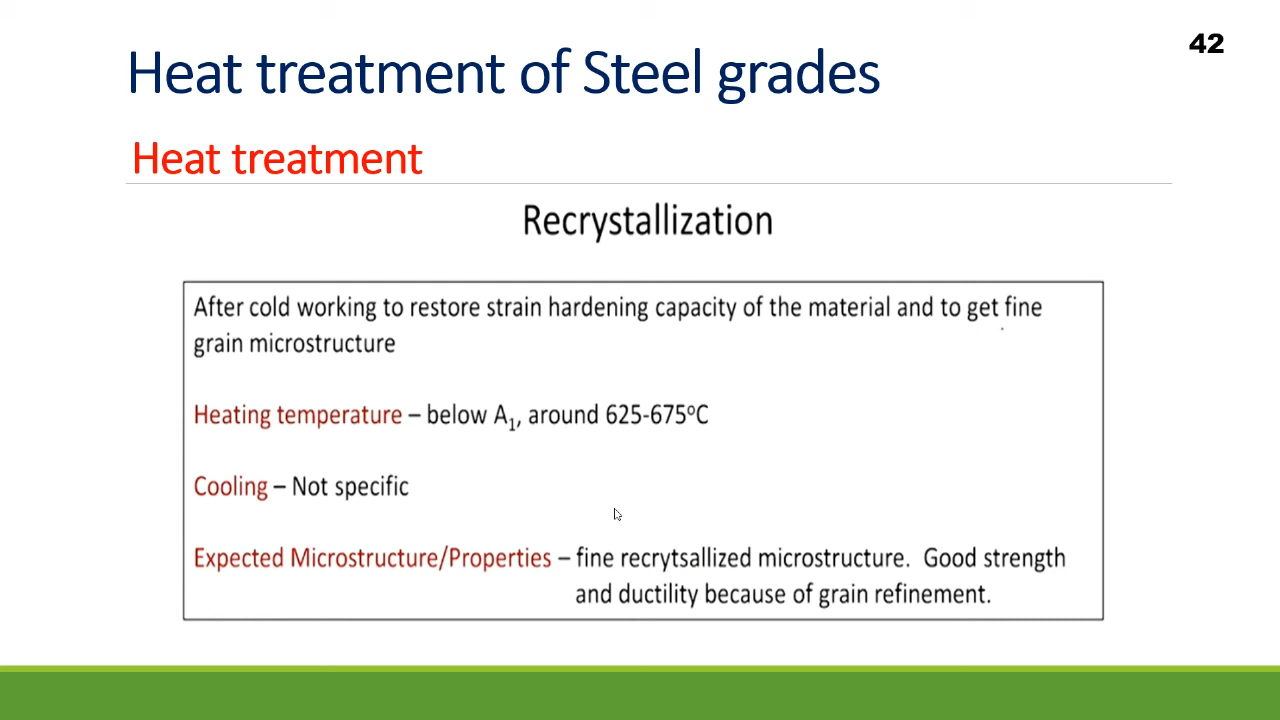 42
Heat treatment of Steel grades
Heat treatment
Recrystallization
After cold working to restore strain hardening capacity of the material and to get fine
grain microstructure
Heating temperature – below A₁, around 625-675ºC
Cooling – Not specific
Expected Microstructure/Properties – fine recrytsallized microstructure. Good strength
and ductility because of grain refinement.